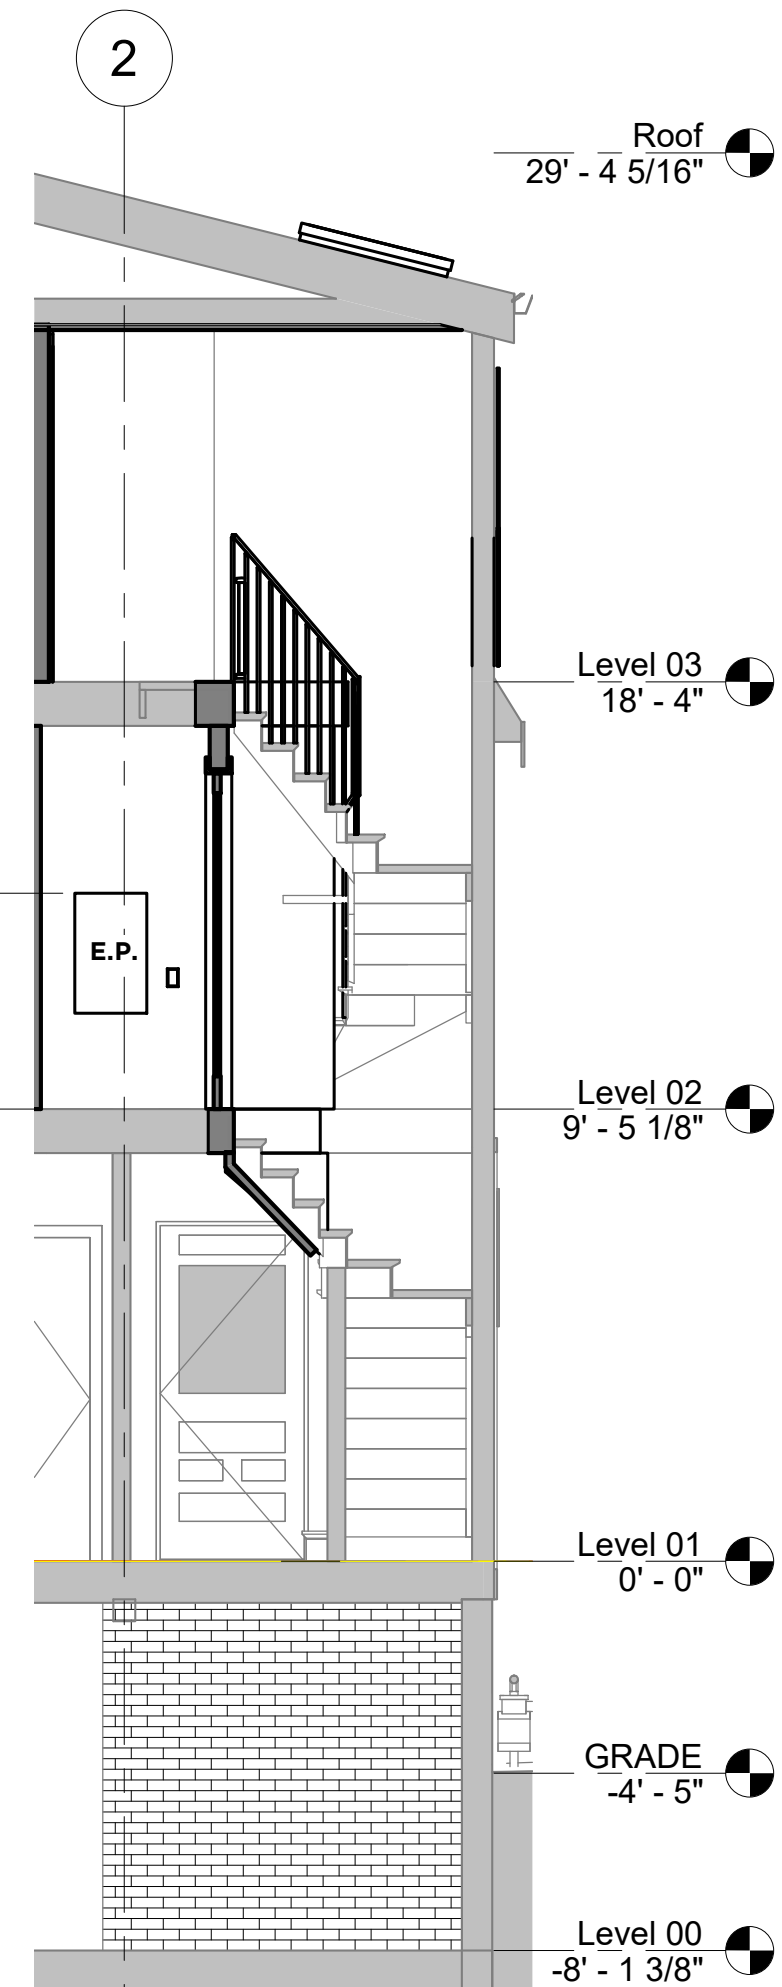 2
Roof
29' - 4 5/16"
Level 03
18' - 4"
E.P.
Level 02
9' - 5 1/8"
Level 01
0' - 0"
GRADE
-4' - 5"
Level 00
-8' - 1 3/8"